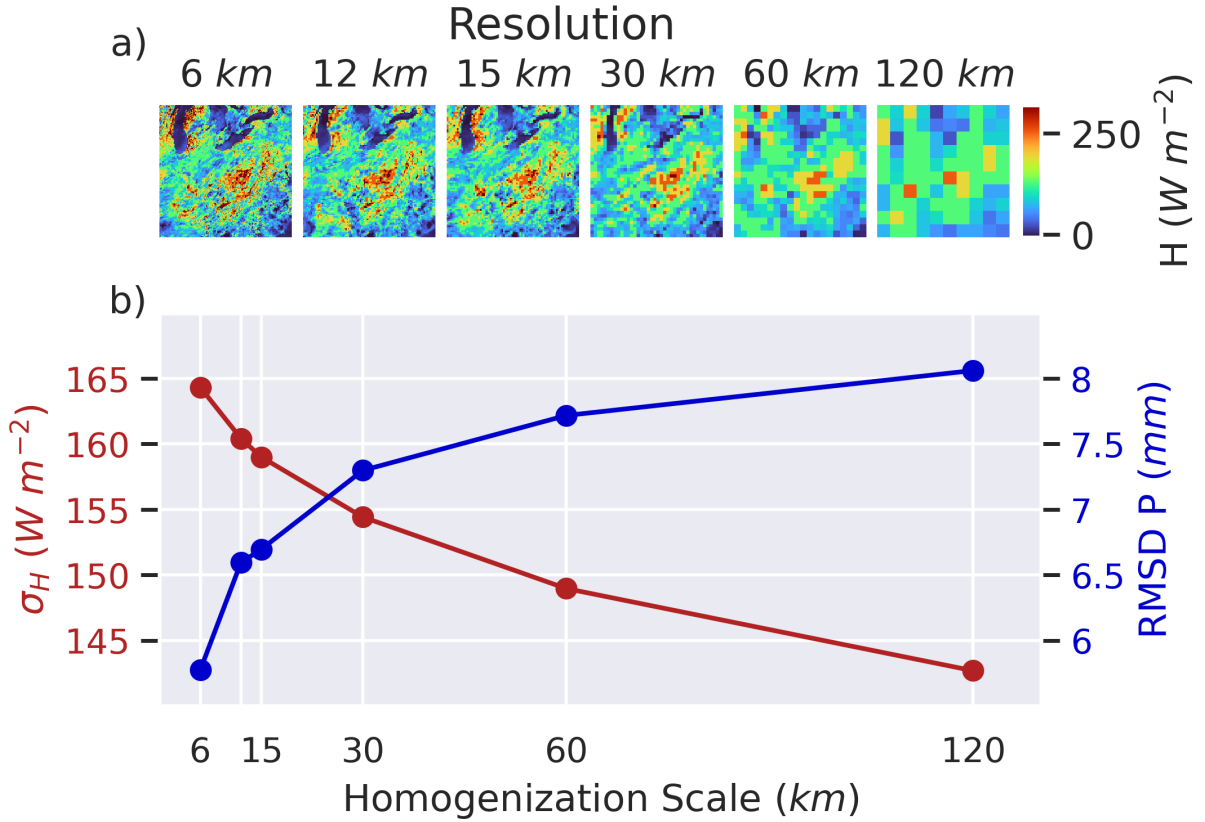 Resolution
a)
6 km 12 km 15 km 30 km 60 km 120 km
250
0
H (W m⁻²)
b)
165
160
155
150
145
σ_H (W m⁻²)
8
7.5
7
6.5
6
RMSD P (mm)
6 15 30 60 120
Homogenization Scale (km)